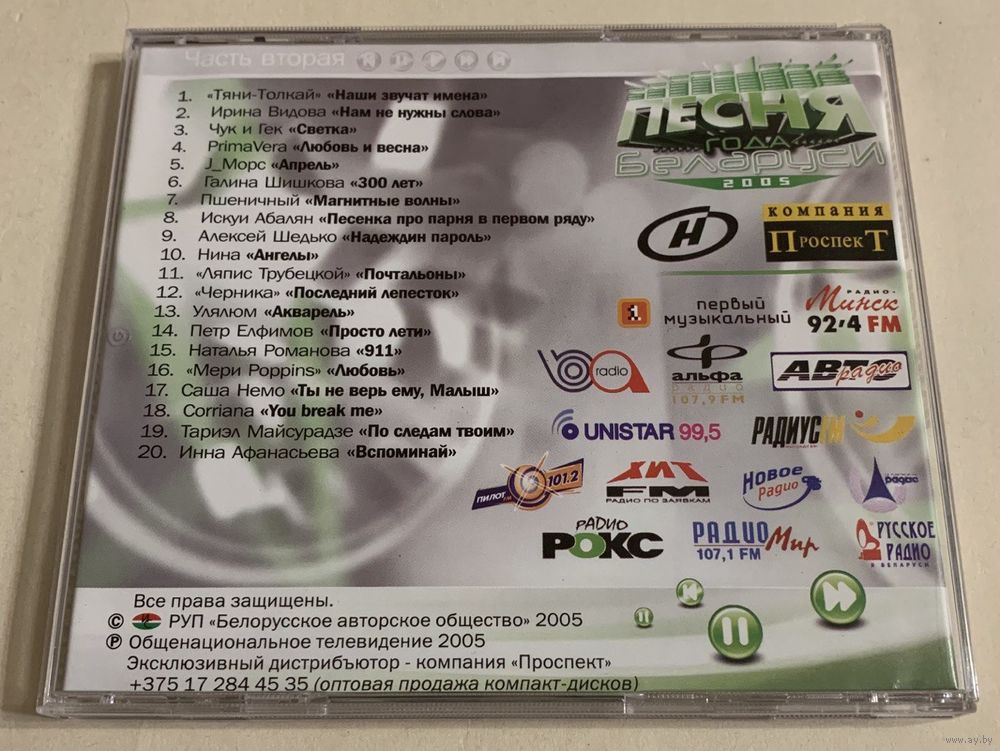 Часть вторая
1. «Тяни-Толкай» «Наши звучат имена»
2. Ирина Видова «Нам не нужны слова»
3. Чук и Гек «Светка»
4. PrimaVera «Любовь и весна»
5. J_Морс «Апрель»
6. Галина Шишкова «300 лет»
7. Пшеничный «Магнитные волны»
8. Искуи Абалян «Песенка про парня в первом ряду»
9. Алексей Шедько «Надеждин пароль»
10. Нина «Ангелы»
11. «Ляпис Трубецкой» «Почтальоны»
12. «Черника» «Последний лепесток»
13. Улялюм «Акварель»
14. Петр Елфимов «Просто лети»
15. Наталья Романова «911»
16. «Мери Poppins» «Любовь»
17. Саша Немо «Ты не верь ему, Малыш»
18. Corriana «You break me»
19. Тариэл Майсурадзе «По следам твоим»
20. Инна Афанасьева «Вспоминай»
ПЕСНЯ
ГОДА
Беларуси
2005
Н
КОМПАНИЯ
ПРОСПЕКТ
1 первый
музыкальный
РАДИО-
Минск
92,4 FM
radio
альфа
РАДИО
107,9 FM
АВТО
радио
UNISTAR 99,5
РАДИУС FM
ПИЛОТ FM 101.2
ХИТ
FM
РАДИО ПО ЗАЯВКАМ
НОВОЕ
радио
радыс
РАДИО
РОКС
РАДИО Мир
107,1 FM
РУССКОЕ
РАДИО
В БЕЛАРУСИ
Все права защищены.
© РУП «Белорусское авторское общество» 2005
℗ Общенациональное телевидение 2005
Эксклюзивный дистрибъютор - компания «Проспект»
+375 17 284 45 35 (оптовая продажа компакт-дисков)
www.ay.by